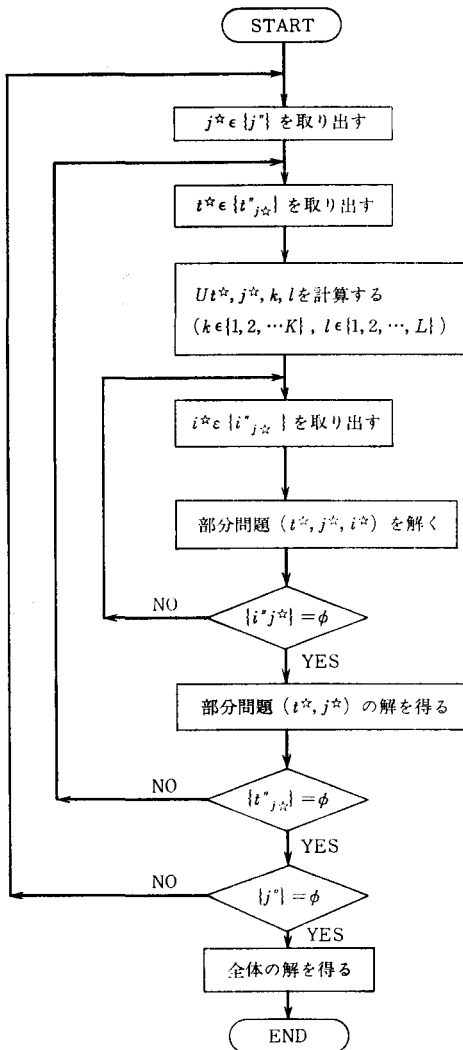 START
j☆ϵ{j″}を取り出す
t☆ϵ{t″j☆}を取り出す
Ut☆, j☆, k, lを計算する
(kϵ{1, 2, …K}, lϵ{1, 2, …, L})
i☆ϵ{i″j☆}を取り出す
部分問題(t☆, j☆, i☆)を解く
NO
{i″j☆}=φ
YES
部分問題(t☆, j☆)の解を得る
NO
{t″j☆}=φ
YES
NO
{j″}=φ
YES
全体の解を得る
END